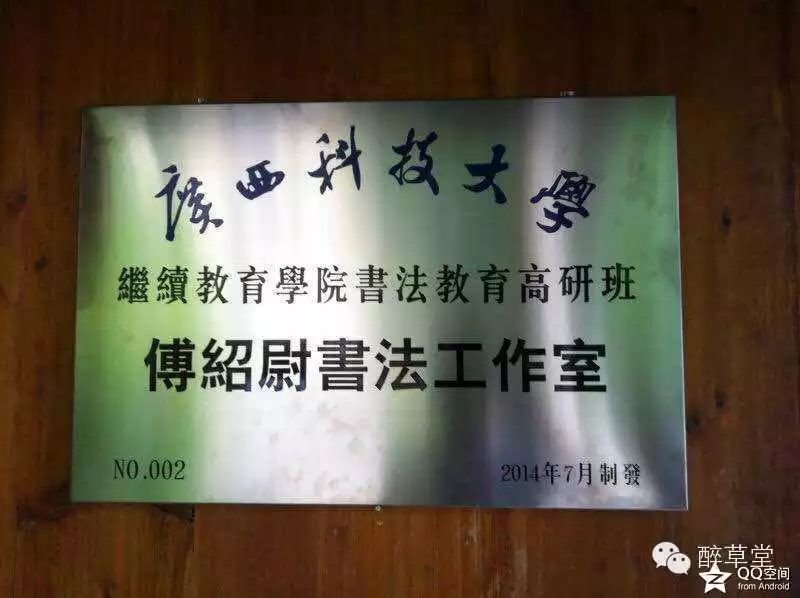 廣西科技大學
繼續教育學院書法教育高研班
傅紹尉書法工作室
NO.002
2014年7月制發
醉草堂
QQ空间
from Android